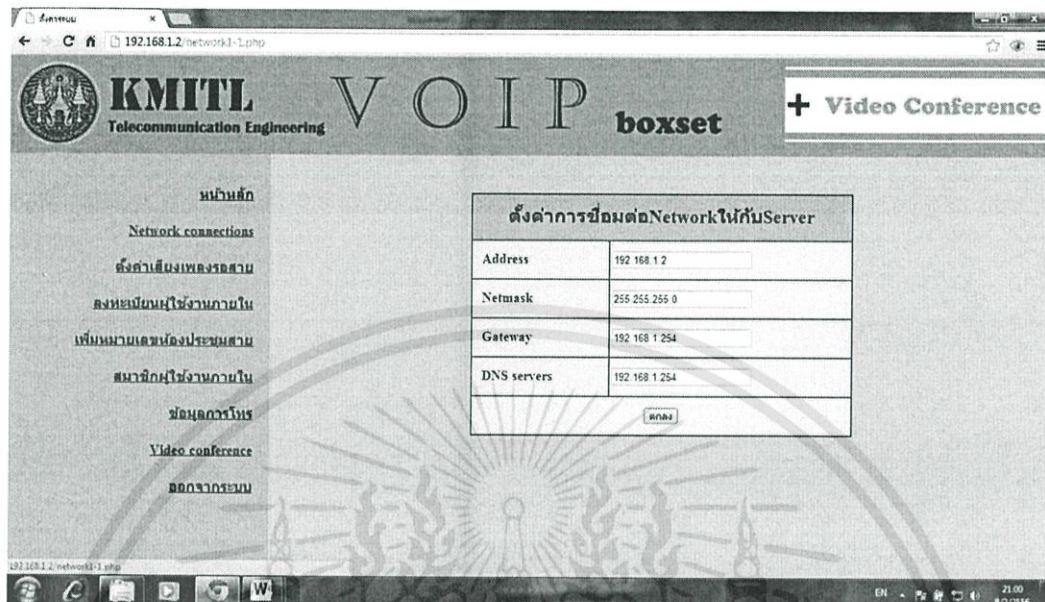 ตั้งค่าระบบ
192.168.1.2/network1-1.php
KMITL
Telecommunication Engineering
VOIP
boxset
+ Video Conference
หน้าหลัก
Network connections
ตั้งค่าเสียงเพลงรอสาย
ลงทะเบียนผู้ใช้งานภายใน
เพิ่มหมายเลขห้องประชุมสาย
สมาชิกผู้ใช้งานภายใน
ข้อมูลการโทร
Video conference
ออกจากระบบ
ตั้งค่าการเชื่อมต่อNetworkให้กับServer
Address 192.168.1.2
Netmask 255.255.255.0
Gateway 192.168.1.254
DNS servers 192.168.1.254
ตกลง
192.168.1.2/network1-1.php
EN
21:00